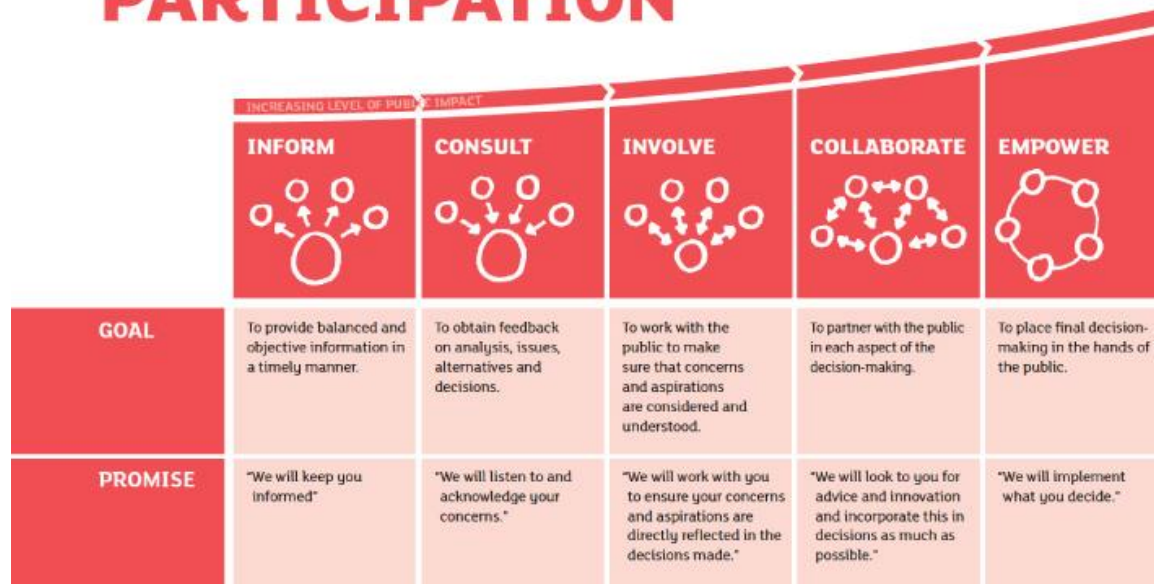 PARTICIPATION
INCREASING LEVEL OF PUBLIC IMPACT
INFORM
CONSULT
INVOLVE
COLLABORATE
EMPOWER
GOAL
To provide balanced and
objective information in
a timely manner.
To obtain feedback
on analysis, issues,
alternatives and
decisions.
To work with the
public to make
sure that concerns
and aspirations
are considered and
understood.
To partner with the public
in each aspect of the
decision-making.
To place final decision-
making in the hands of
the public.
PROMISE
"We will keep you
informed"
"We will listen to and
acknowledge your
concerns."
"We will work with you
to ensure your concerns
and aspirations are
directly reflected in the
decisions made."
"We will look to you for
advice and innovation
and incorporate this in
decisions as much as
possible."
"We will implement
what you decide."